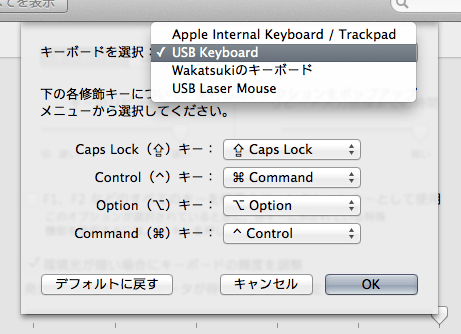 てを表示
Apple Internal Keyboard / Trackpad
キーボードを選択：
✓ USB Keyboard
Wakatsukiのキーボード
USB Laser Mouse
下の各修飾キーについ
メニューから選択してください。
Caps Lock（⇪）キー：
⇪ Caps Lock
Control（^）キー：
⌘ Command
Option（⌥）キー：
⌥ Option
Command（⌘）キー：
^ Control
デフォルトに戻す
キャンセル
OK